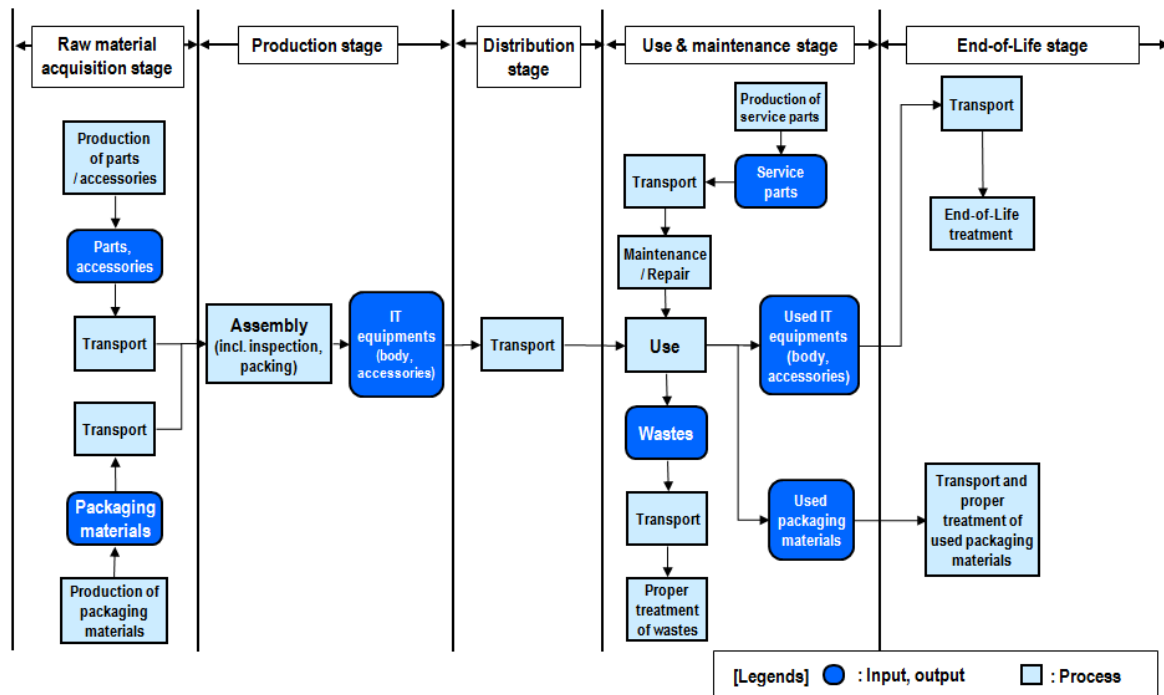 Raw material
acquisition stage
Production stage
Distribution
stage
Use & maintenance stage
End-of-Life stage
Production
of parts
/ accessories
Parts,
accessories
Transport
Transport
Packaging
materials
Production of
packaging
materials
Assembly
(incl. inspection,
packing)
IT
equipments
(body,
accessories)
Transport
Production of
service parts
Service
parts
Transport
Maintenance
/ Repair
Use
Wastes
Transport
Proper
treatment
of wastes
Used IT
equipments
(body,
accessories)
Used
packaging
materials
Transport
End-of-Life
treatment
Transport and
proper
treatment of
used packaging
materials
[Legends] : Input, output : Process